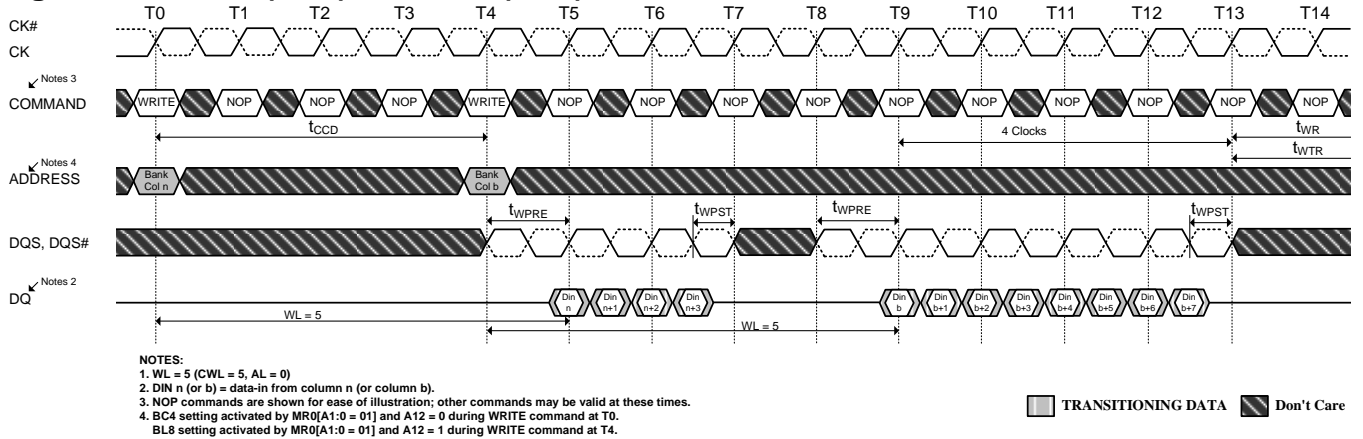 T0 T1 T2 T3 T4 T5 T6 T7 T8 T9 T10 T11 T12 T13 T14
CK#
CK
Notes 3
COMMAND
WRITE NOP NOP NOP WRITE NOP NOP NOP NOP NOP NOP NOP NOP NOP NOP
tCCD
4 Clocks
tWR
tWTR
Notes 4
ADDRESS
Bank Col n
Bank Col b
tWPRE
tWPST
tWPRE
tWPST
DQS, DQS#
Notes 2
DQ
Din n
Din n+1
Din n+2
Din n+3
Din b
Din b+1
Din b+2
Din b+3
Din b+4
Din b+5
Din b+6
Din b+7
WL = 5
WL = 5
NOTES:
1. WL = 5 (CWL = 5, AL = 0)
2. DIN n (or b) = data-in from column n (or column b).
3. NOP commands are shown for ease of illustration; other commands may be valid at these times.
4. BC4 setting activated by MR0[A1:0 = 01] and A12 = 0 during WRITE command at T0.
BL8 setting activated by MR0[A1:0 = 01] and A12 = 1 during WRITE command at T4.
TRANSITIONING DATA
Don't Care